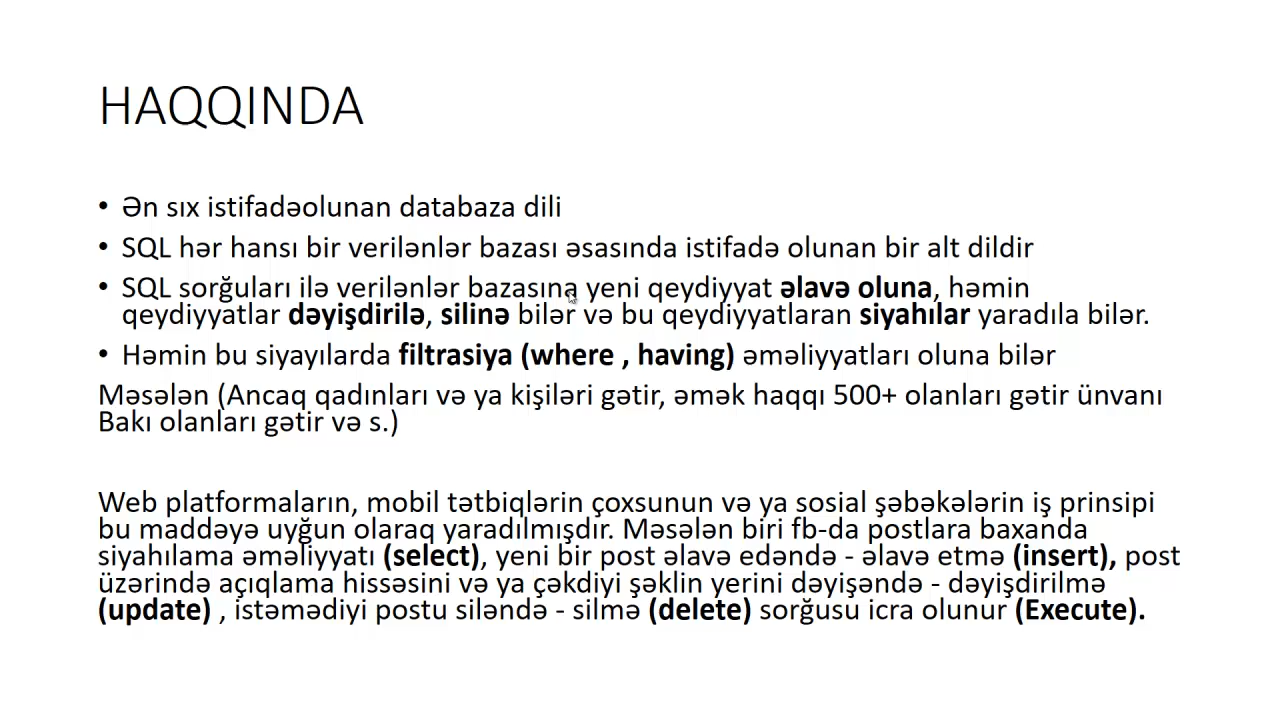 HAQQINDA
• Ən sıx istifadəolunan databaza dili
• SQL hər hansı bir verilənlər bazası əsasında istifadə olunan bir alt dildir
• SQL sorğuları ilə verilənlər bazasına yeni qeydiyyat əlavə oluna, həmin
qeydiyyatlar dəyişdirilə, silinə bilər və bu qeydiyyatlaran siyahılar yaradıla bilər.
• Həmin bu siyayılarda filtrasiya (where , having) əməliyyatları oluna bilər
Məsələn (Ancaq qadınları və ya kişiləri gətir, əmək haqqı 500+ olanları gətir ünvanı
Bakı olanları gətir və s.)
Web platformaların, mobil tətbiqlərin çoxsunun və ya sosial şəbəkələrin iş prinsipi
bu maddəyə uyğun olaraq yaradılmışdır. Məsələn biri fb-da postlara baxanda
siyahılama əməliyyatı (select), yeni bir post əlavə edəndə - əlavə etmə (insert), post
üzərində açıqlama hissəsini və ya çəkdiyi şəklin yerini dəyişəndə - dəyişdirilmə
(update) , istəmədiyi postu siləndə - silmə (delete) sorğusu icra olunur (Execute).